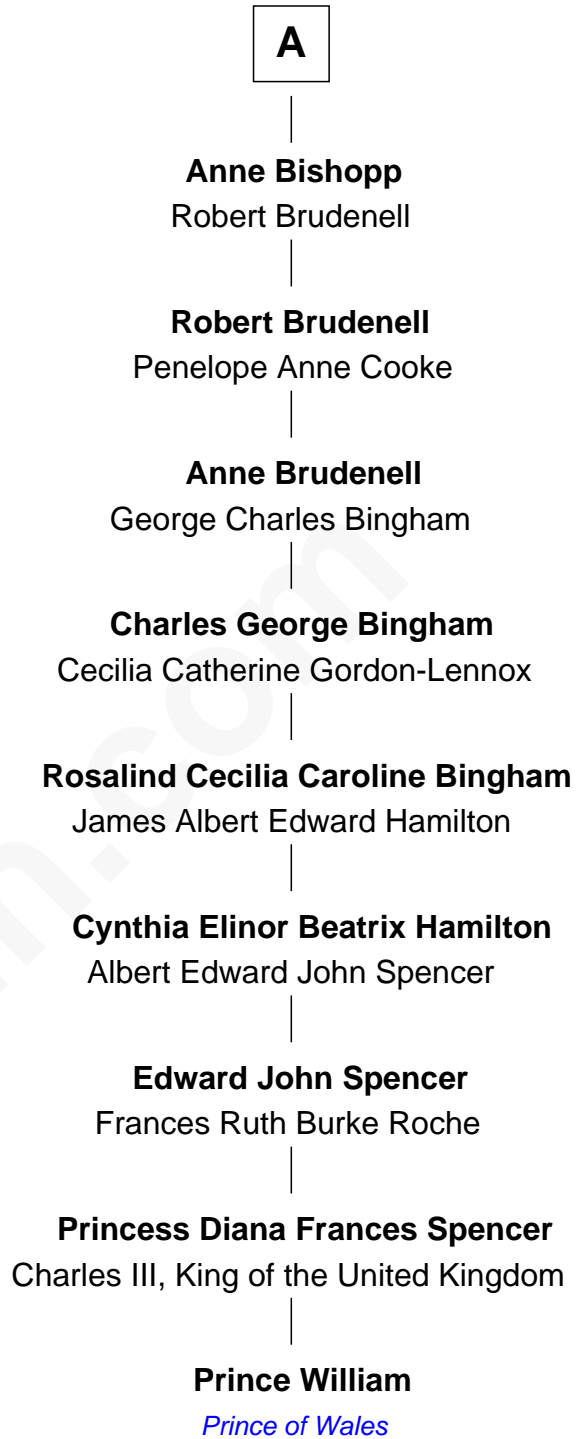 A
Anne Bishopp
Robert Brudenell
Robert Brudenell
Penelope Anne Cooke
Anne Brudenell
George Charles Bingham
Charles George Bingham
Cecilia Catherine Gordon-Lennox
Rosalind Cecilia Caroline Bingham
James Albert Edward Hamilton
Cynthia Elinor Beatrix Hamilton
Albert Edward John Spencer
Edward John Spencer
Frances Ruth Burke Roche
Princess Diana Frances Spencer
Charles III, King of the United Kingdom
Prince William
Prince of Wales